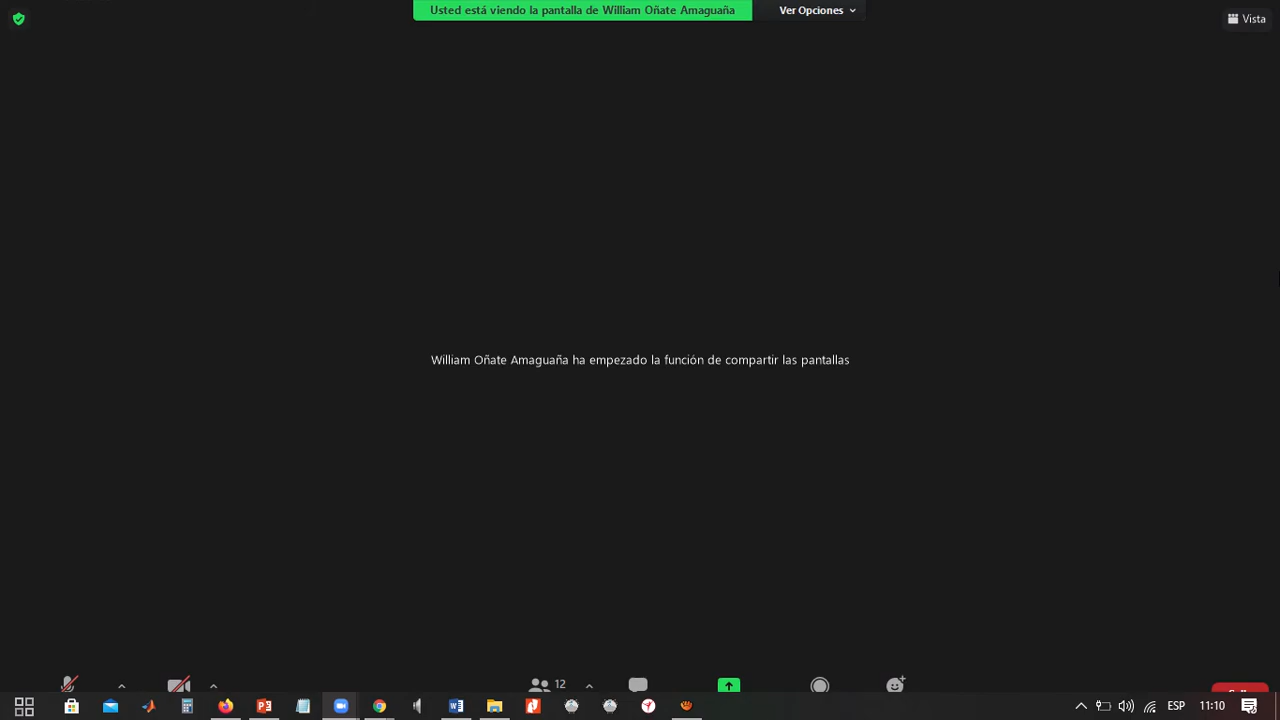 Usted está viendo la pantalla de William Oñate Amaguaña
Ver Opciones
Vista
William Oñate Amaguaña ha empezado la función de compartir las pantallas
12
ESP
11:10